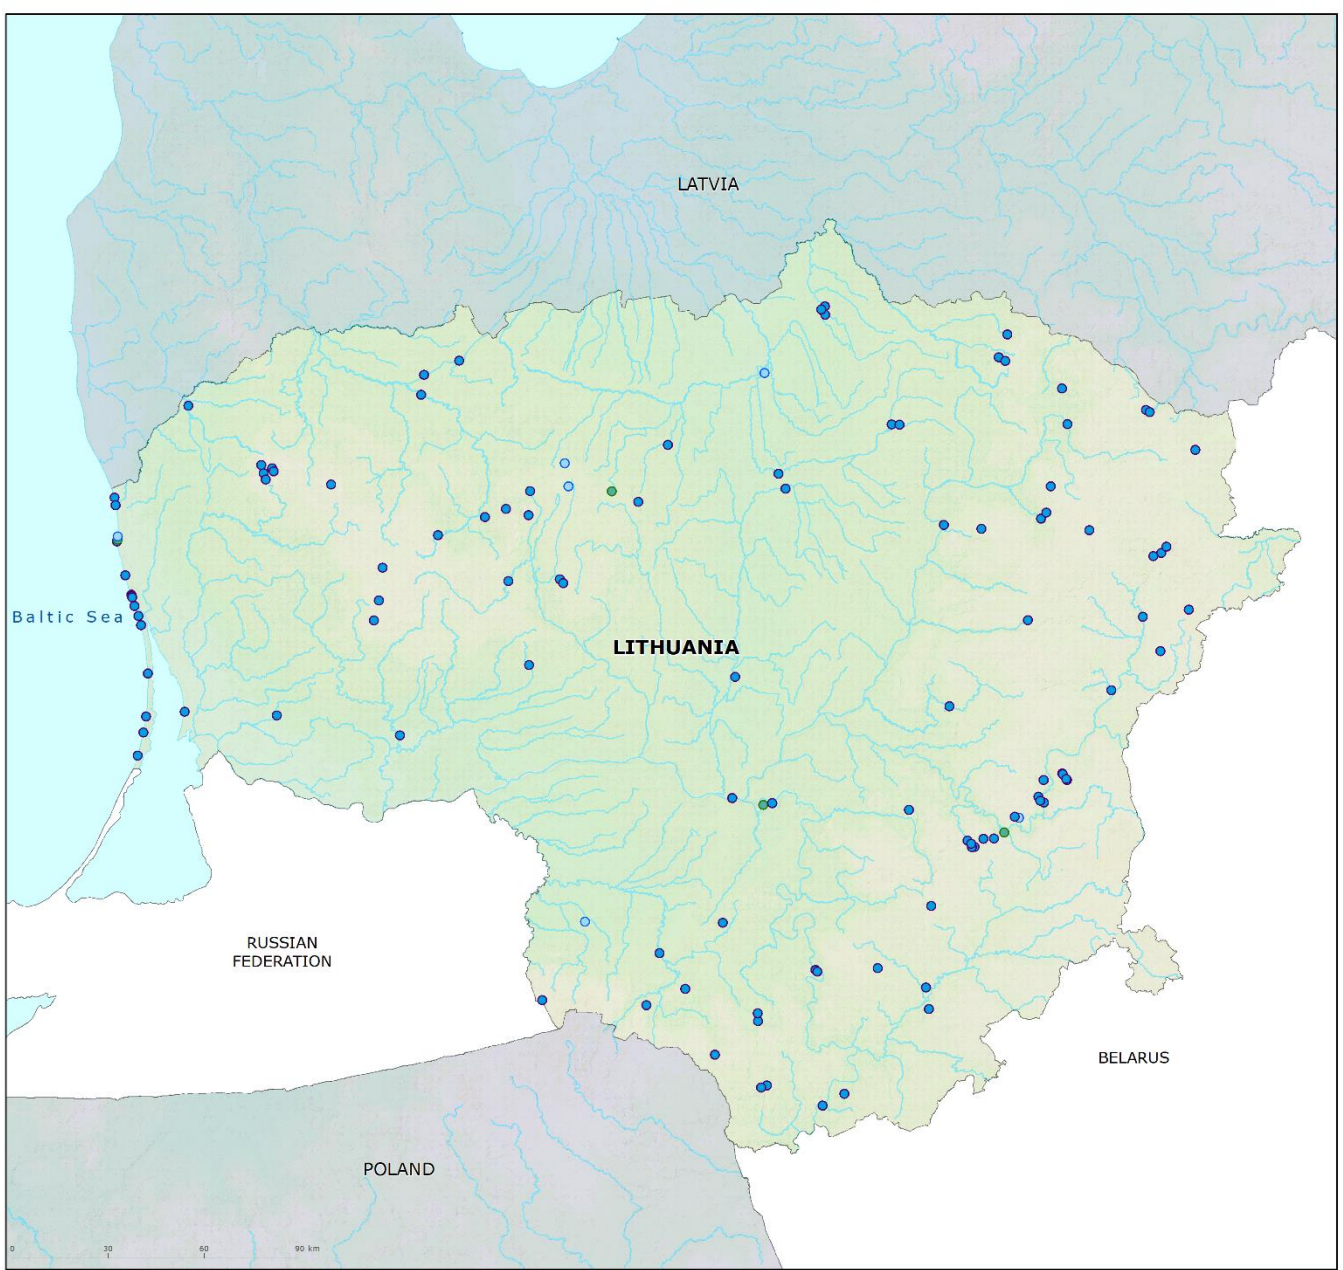 LATVIA
Baltic Sea
LITHUANIA
RUSSIAN
FEDERATION
BELARUS
POLAND
0 30 60 90 km